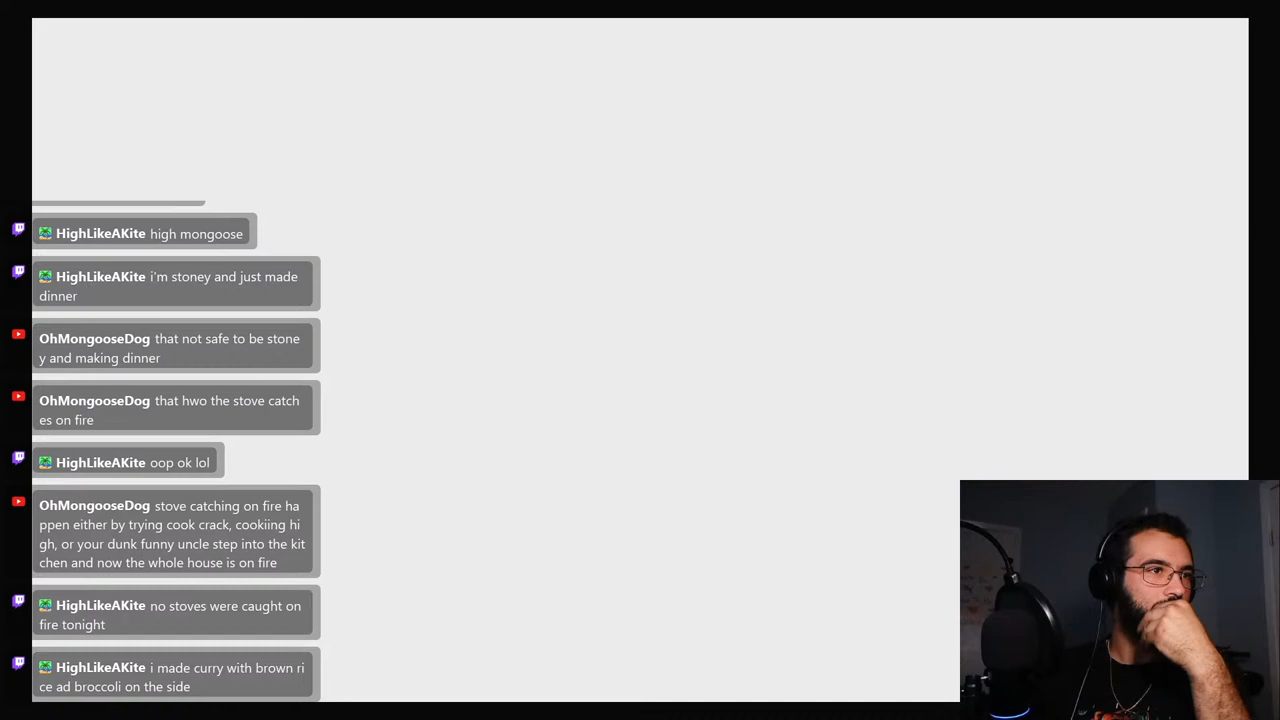 HighLikeAKite high mongoose
HighLikeAKite i'm stoney and just made
dinner
OhMongooseDog that not safe to be stone
y and making dinner
OhMongooseDog that hwo the stove catch
es on fire
HighLikeAKite oop ok lol
OhMongooseDog stove catching on fire ha
ppen either by trying cook crack, cookiing hi
gh, or your dunk funny uncle step into the kit
chen and now the whole house is on fire
HighLikeAKite no stoves were caught on
fire tonight
HighLikeAKite i made curry with brown ri
ce ad broccoli on the side